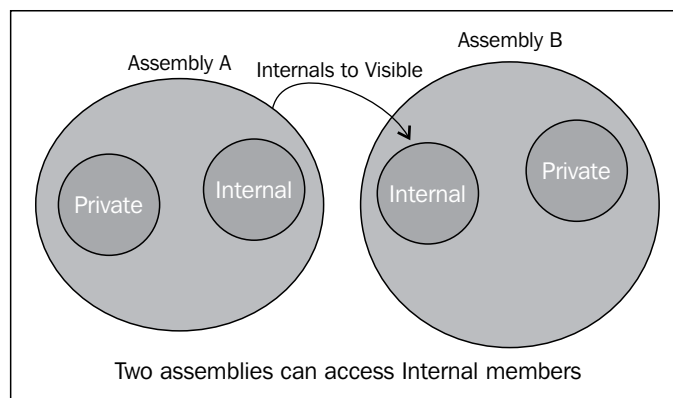 Assembly A
Internals to Visible
Assembly B
Private
Internal
Internal
Private
Two assemblies can access Internal members